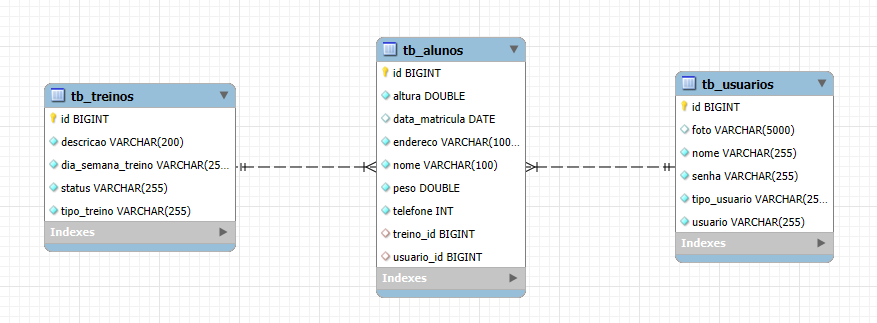 tb_treinos
id BIGINT
descricao VARCHAR(200)
dia_semana_treino VARCHAR(25...
status VARCHAR(255)
tipo_treino VARCHAR(255)
Indexes
tb_alunos
id BIGINT
altura DOUBLE
data_matricula DATE
endereco VARCHAR(100...
nome VARCHAR(100)
peso DOUBLE
telefone INT
treino_id BIGINT
usuario_id BIGINT
Indexes
tb_usuarios
id BIGINT
foto VARCHAR(5000)
nome VARCHAR(255)
senha VARCHAR(255)
tipo_usuario VARCHAR(25...
usuario VARCHAR(255)
Indexes